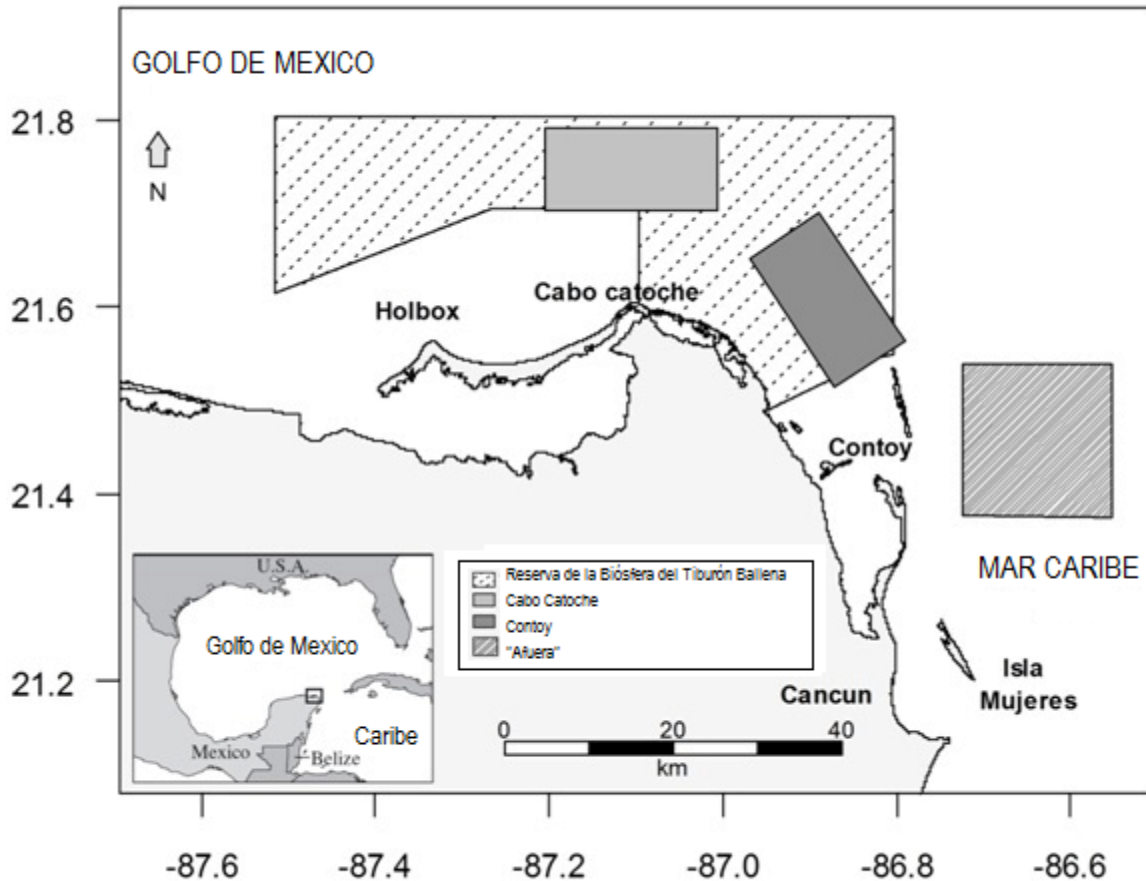 GOLFO DE MEXICO
21.8
N
21.6
Cabo catoche
Holbox
Contoy
21.4
MAR CARIBE
U.S.A.
Golfo de Mexico
Caribe
Mexico
Belize
Reserva de la Biósfera del Tiburón Ballena
Cabo Catoche
Contoy
"Afuera"
21.2
Cancun
Isla
Mujeres
0 20 40
km
-87.6 -87.4 -87.2 -87.0 -86.8 -86.6